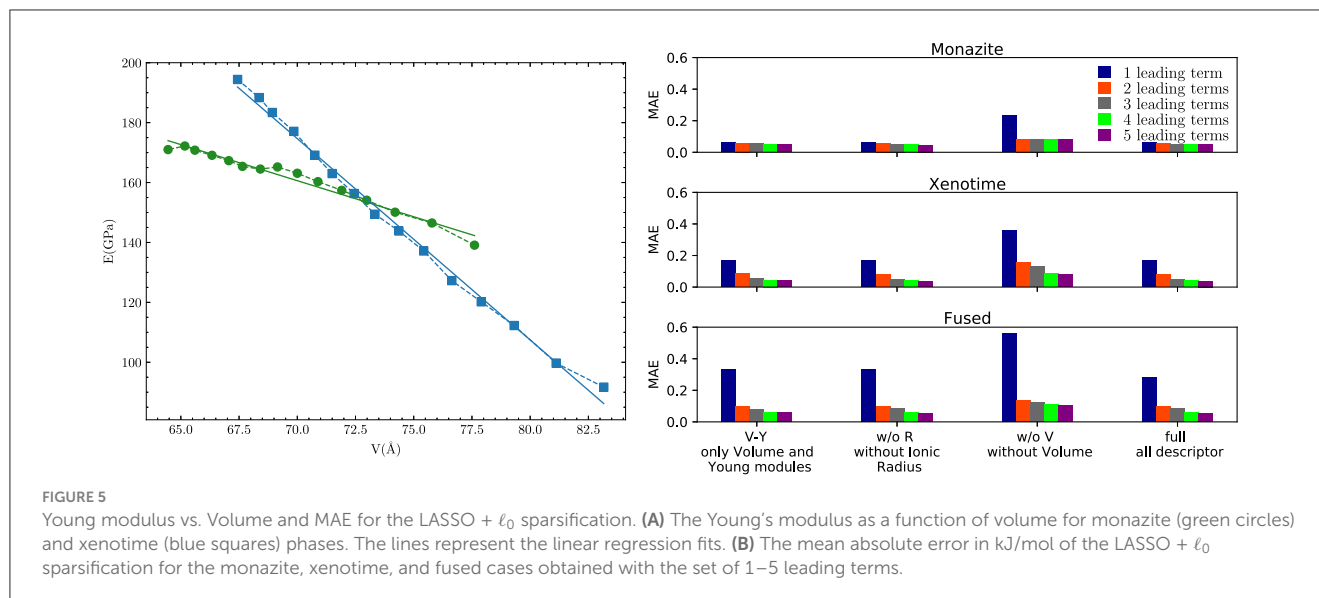 200
180
160
140
120
100
E(GPa)
65.0 67.5 70.0 72.5 75.0 77.5 80.0 82.5
V(Å)
Monazite
0.6
0.4
0.2
0.0
MAE
1 leading term
2 leading terms
3 leading terms
4 leading terms
5 leading terms
Xenotime
0.6
0.4
0.2
0.0
MAE
Fused
0.6
0.4
0.2
0.0
MAE
V-Y
only Volume and
Young modules
w/o R
without Ionic
Radius
w/o V
without Volume
full
all descriptor
FIGURE 5
Young modulus vs. Volume and MAE for the LASSO + ℓ₀ sparsification. (A) The Young's modulus as a function of volume for monazite (green circles)
and xenotime (blue squares) phases. The lines represent the linear regression fits. (B) The mean absolute error in kJ/mol of the LASSO + ℓ₀
sparsification for the monazite, xenotime, and fused cases obtained with the set of 1–5 leading terms.